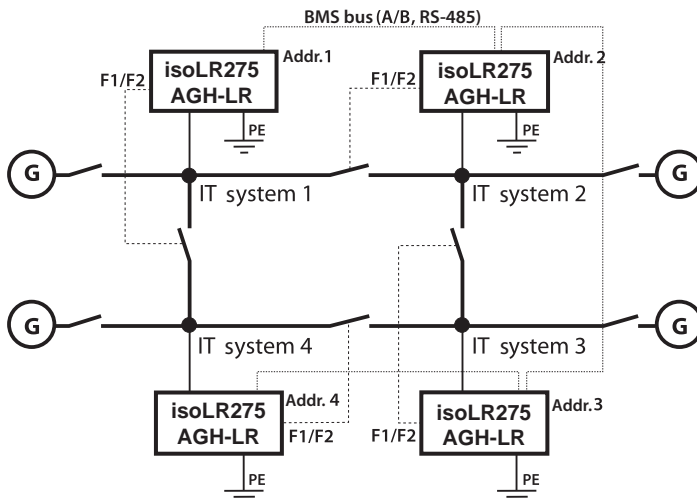 BMS bus (A/B, RS-485)
isoLR275
AGH-LR
Addr.1
F1/F2
PE
isoLR275
AGH-LR
Addr. 2
F1/F2
PE
G
IT system 1
IT system 2
G
G
IT system 4
IT system 3
G
isoLR275
AGH-LR
Addr. 4
F1/F2
PE
isoLR275
AGH-LR
Addr.3
F1/F2
PE